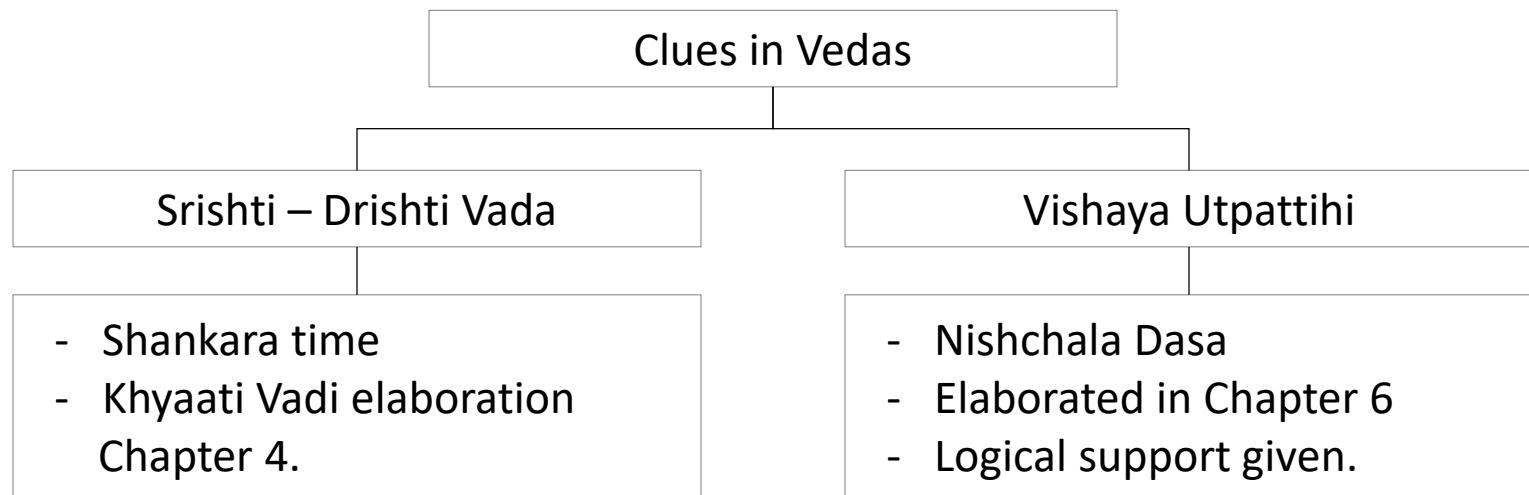 Clues in Vedas
Srishti – Drishti Vada
Vishaya Utpattihi
- Shankara time
- Khyaati Vadi elaboration
Chapter 4.
- Nishchala Dasa
- Elaborated in Chapter 6
- Logical support given.